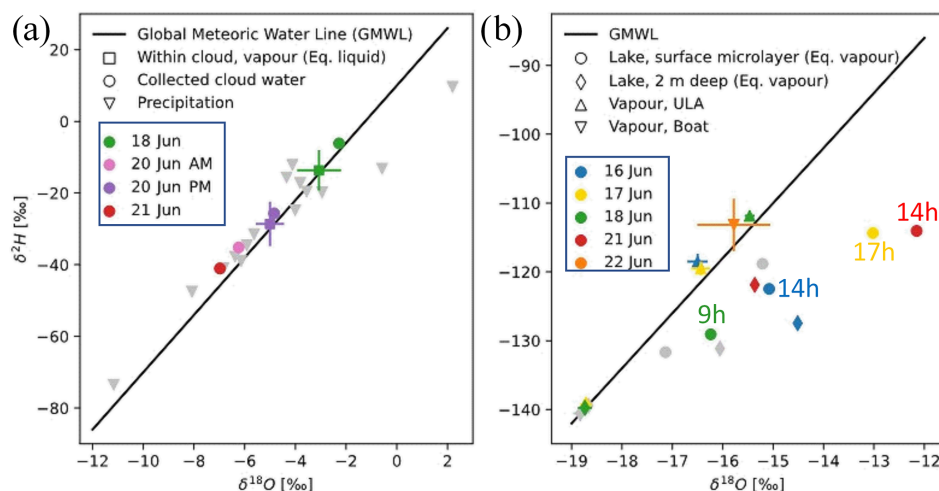 (a)
Global Meteoric Water Line (GMWL)
Within cloud, vapour (Eq. liquid)
Collected cloud water
Precipitation
18 Jun
20 Jun AM
20 Jun PM
21 Jun
20
0
−20
−40
−60
−80
δ²H [‰]
−12 −10 −8 −6 −4 −2 0 2
δ¹⁸O [‰]
(b)
GMWL
Lake, surface microlayer (Eq. vapour)
Lake, 2 m deep (Eq. vapour)
Vapour, ULA
Vapour, Boat
16 Jun
17 Jun
18 Jun
21 Jun
22 Jun
14h
17h
14h
9h
−90
−100
−110
−120
−130
−140
−19 −18 −17 −16 −15 −14 −13 −12
δ¹⁸O [‰]